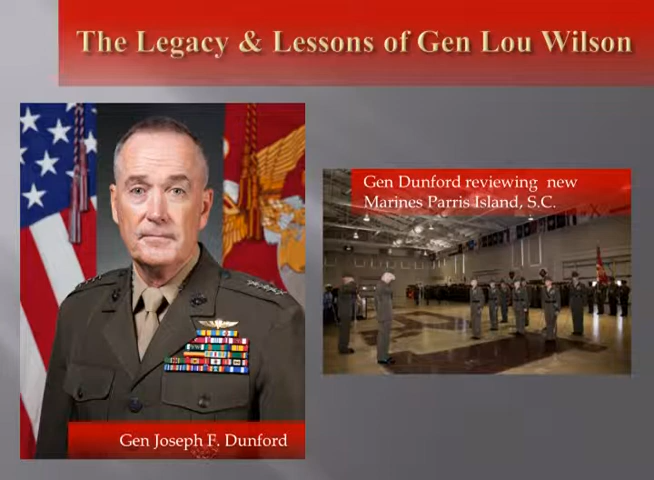 The Legacy & Lessons of Gen Lou Wilson
Gen Dunford reviewing new
Marines Parris Island, S.C.
Gen Joseph F. Dunford